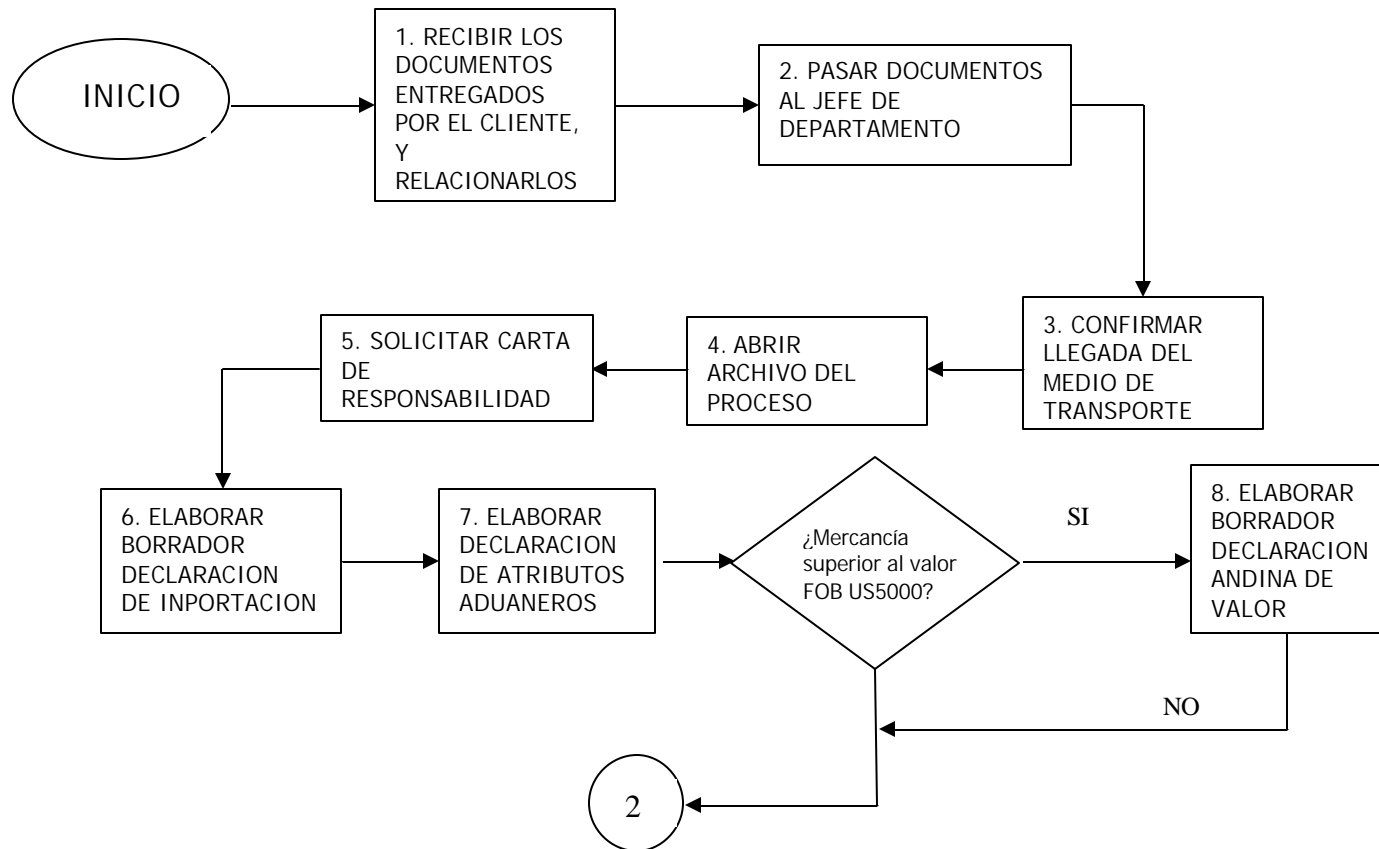 INICIO
1. RECIBIR LOS
DOCUMENTOS
ENTREGADOS
POR EL CLIENTE,
Y
RELACIONARLOS
2. PASAR DOCUMENTOS
AL JEFE DE
DEPARTAMENTO
3. CONFIRMAR
LLEGADA DEL
MEDIO DE
TRANSPORTE
4. ABRIR
ARCHIVO DEL
PROCESO
5. SOLICITAR CARTA
DE
RESPONSABILIDAD
6. ELABORAR
BORRADOR
DECLARACION
DE INPORTACION
7. ELABORAR
DECLARACION
DE ATRIBUTOS
ADUANEROS
¿Mercancía
superior al valor
FOB US5000?
SI
8. ELABORAR
BORRADOR
DECLARACION
ANDINA DE
VALOR
NO
2